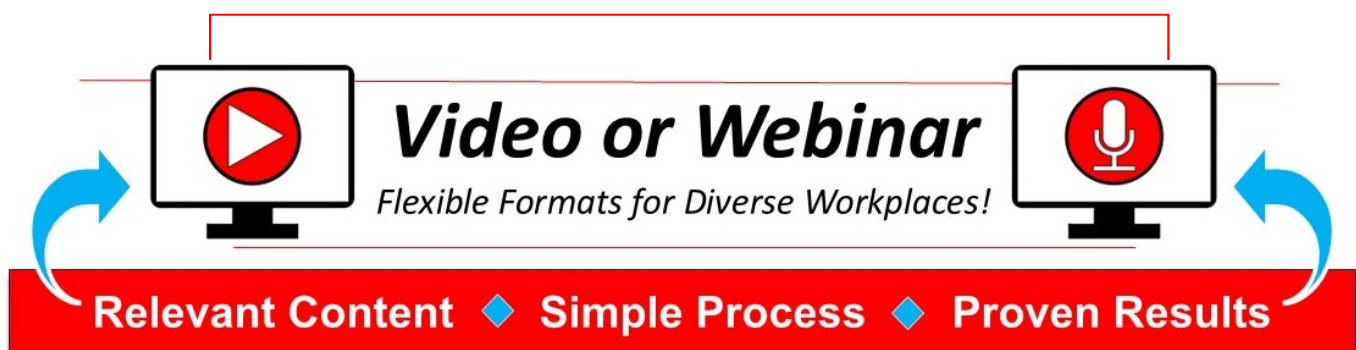 Video or Webinar
Flexible Formats for Diverse Workplaces!
Relevant Content ◆ Simple Process ◆ Proven Results